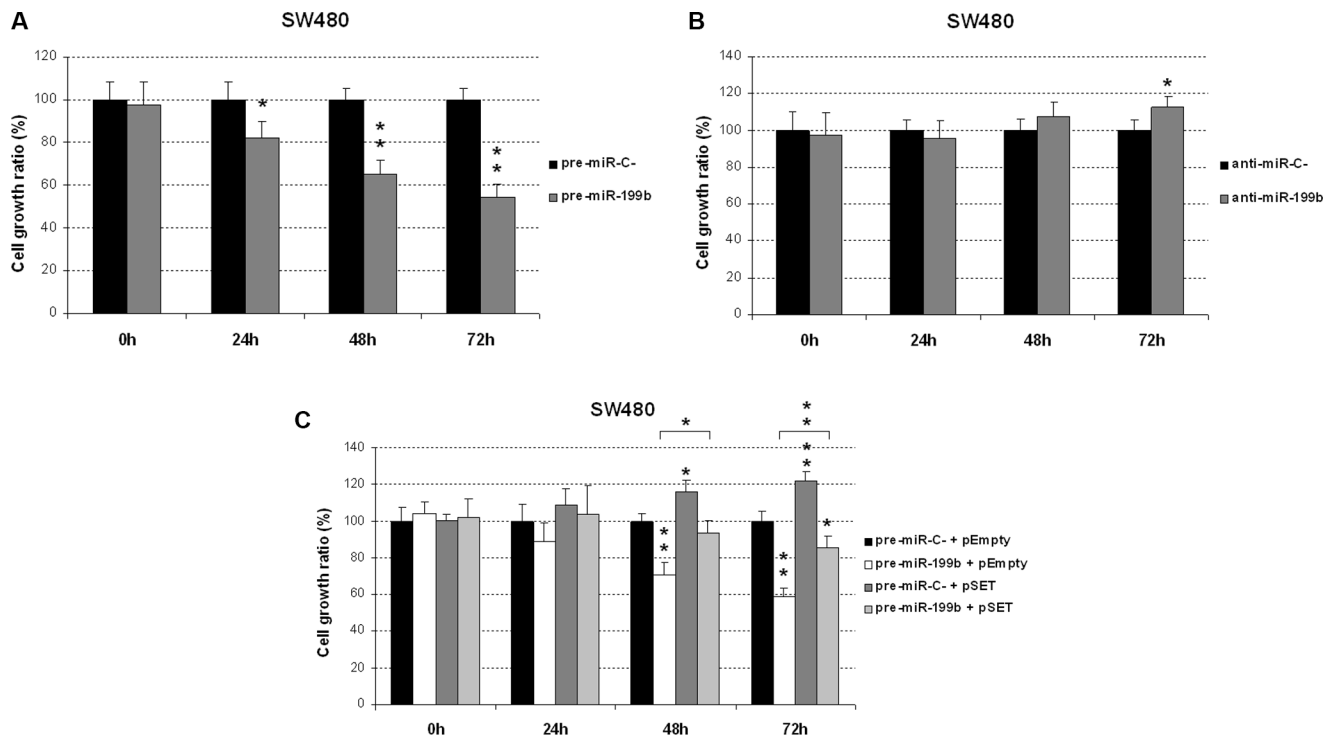 A
SW480
Cell growth ratio (%)
120
100
80
60
40
20
0
*
* *
* *
0h
24h
48h
72h
pre-miR-C-
pre-miR-199b
B
SW480
Cell growth ratio (%)
140
120
100
80
60
40
20
0
*
0h
24h
48h
72h
anti-miR-C-
anti-miR-199b
C
SW480
Cell growth ratio (%)
140
120
100
80
60
40
20
0
*
* *
* *
*
* *
* *
*
0h
24h
48h
72h
pre-miR-C- + pEmpty
pre-miR-199b + pEmpty
pre-miR-C- + pSET
pre-miR-199b + pSET